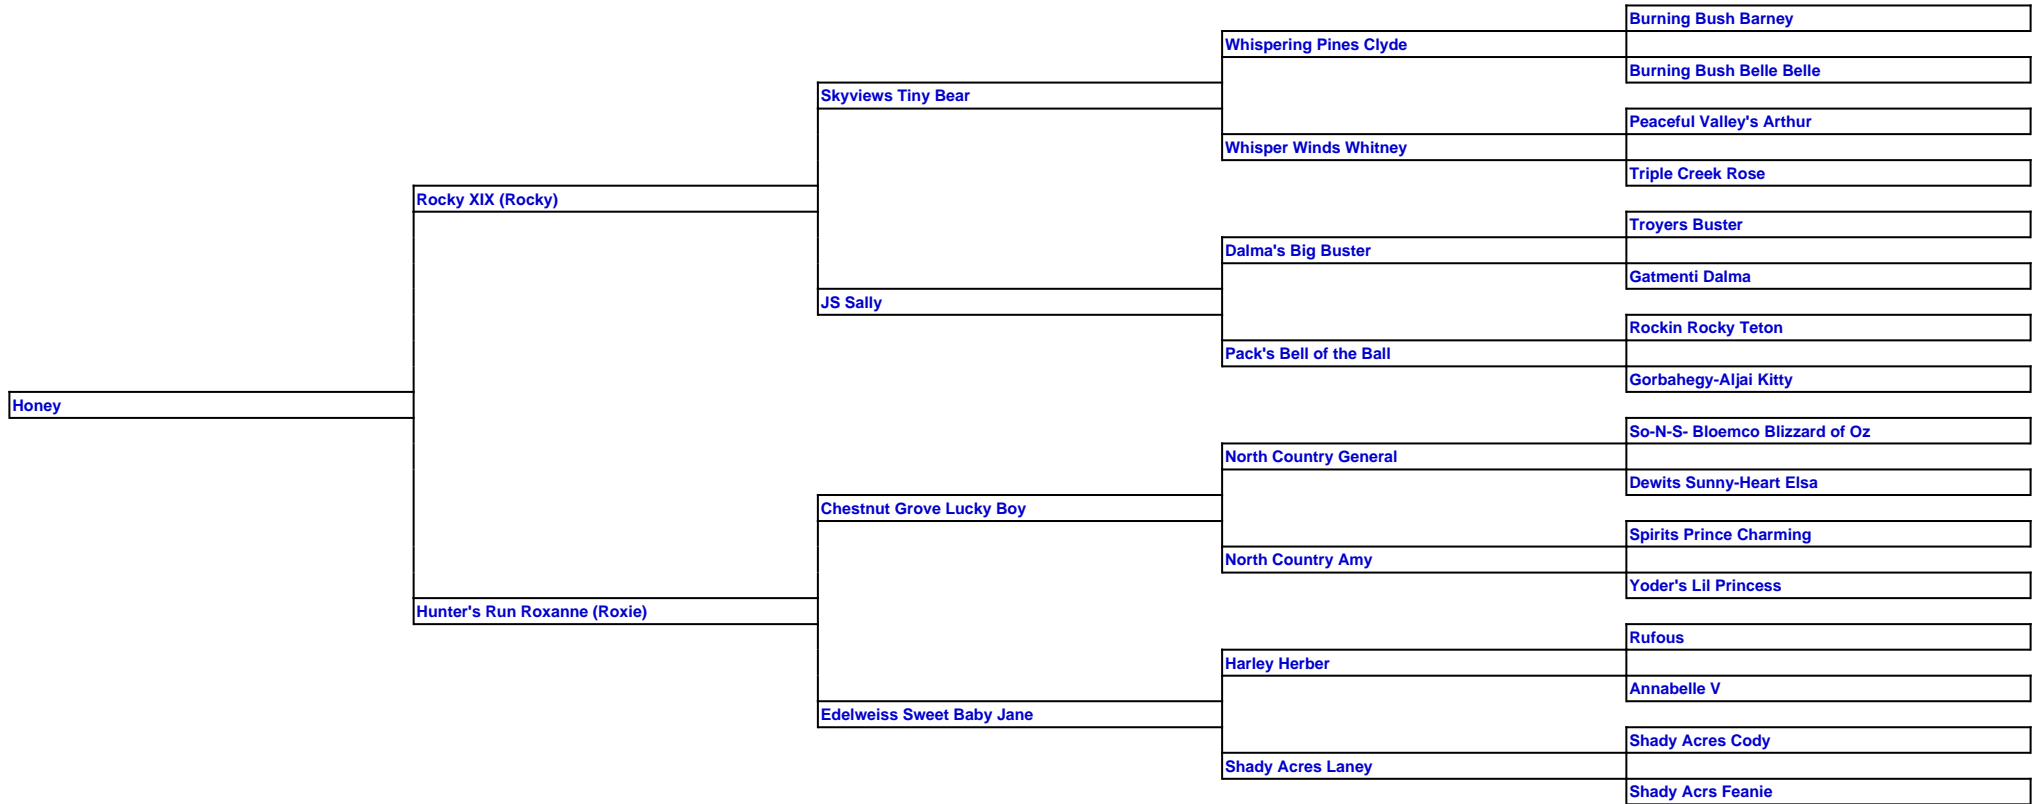 Burning Bush Barney
Whispering Pines Clyde
Burning Bush Belle Belle
Skyviews Tiny Bear
Peaceful Valley's Arthur
Whisper Winds Whitney
Triple Creek Rose
Rocky XIX (Rocky)
Troyers Buster
Dalma's Big Buster
Gatmenti Dalma
JS Sally
Rockin Rocky Teton
Pack's Bell of the Ball
Gorbahegy-Aljai Kitty
Honey
So-N-S- Bloemco Blizzard of Oz
North Country General
Dewits Sunny-Heart Elsa
Chestnut Grove Lucky Boy
Spirits Prince Charming
North Country Amy
Yoder's Lil Princess
Hunter's Run Roxanne (Roxie)
Rufous
Harley Herber
Annabelle V
Edelweiss Sweet Baby Jane
Shady Acres Cody
Shady Acres Laney
Shady Acrs Feanie